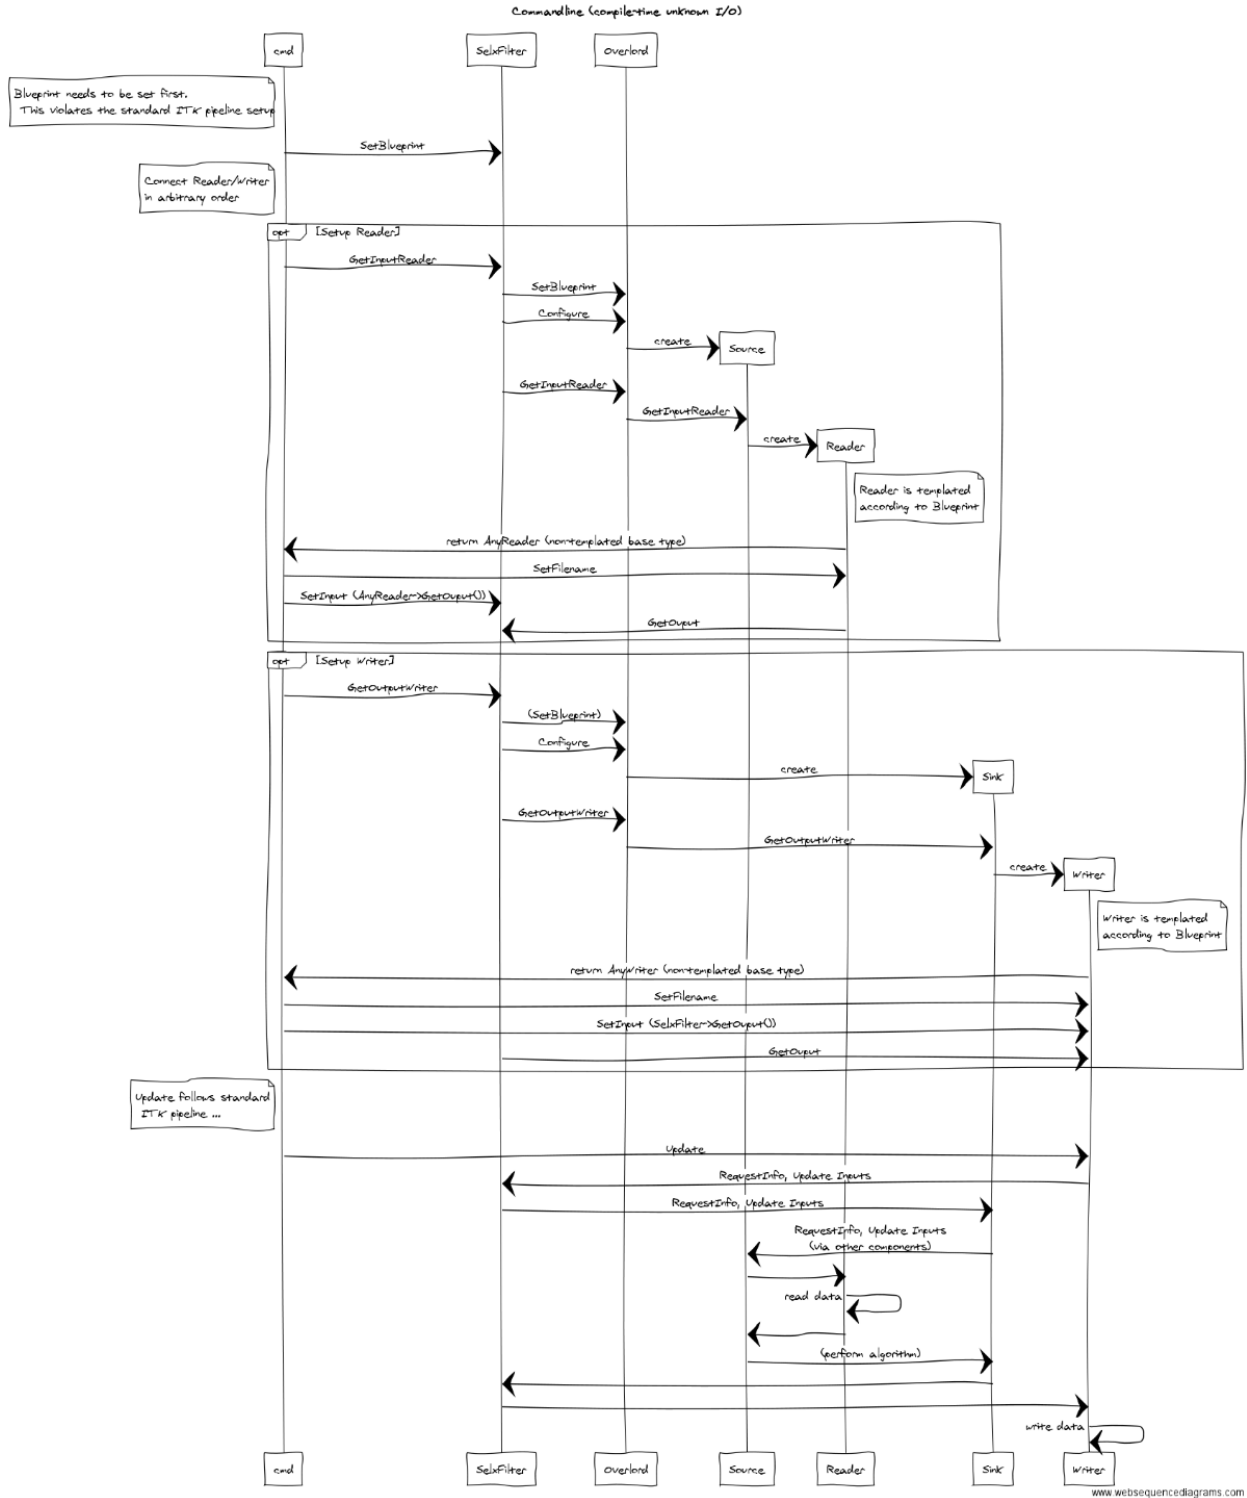 Commandline (compile-time unknown I/O)
cmd
SelxFilter
Overlord
Blueprint needs to be set first.
This violates the standard ITK pipeline setup
SetBlueprint
Connect Reader/Writer
in arbitrary order
opt
[Setup Reader]
GetInputReader
SetBlueprint
Configure
create
Source
GetInputReader
GetInputReader
create
Reader
Reader is templated
according to Blueprint
return AnyReader (non-templated base type)
SetFilename
SetInput (AnyReader->GetOuput())
GetOuput
opt
[Setup Writer]
GetOutputWriter
(SetBlueprint)
Configure
create
Sink
GetOutputWriter
GetOutputWriter
create
Writer
Writer is templated
according to Blueprint
return AnyWriter (non-templated base type)
SetFilename
SetInput (SelxFilter->GetOuput())
GetOuput
Update follows standard
ITK pipeline ...
Update
RequestInfo, Update Inputs
RequestInfo, Update Inputs
RequestInfo, Update Inputs
(via other components)
read data
(perform algorithm)
write data
cmd
SelxFilter
Overlord
Source
Reader
Sink
Writer
www.websequencediagrams.com